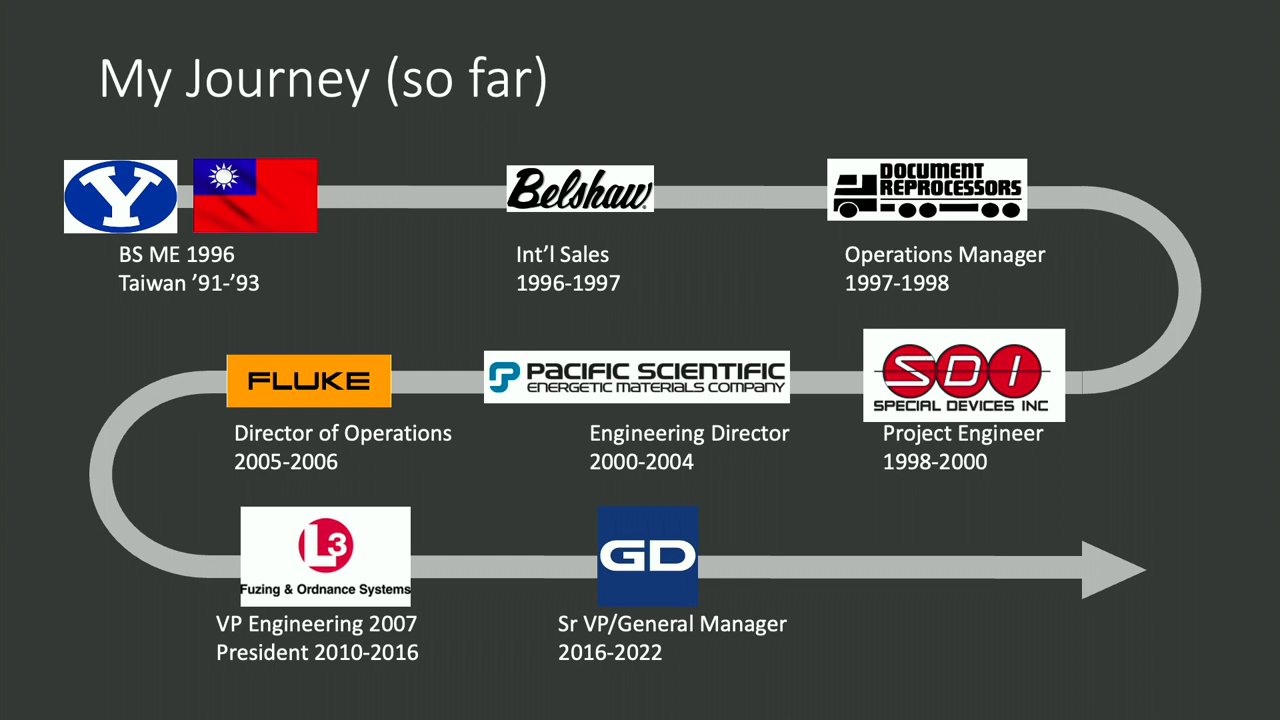 My Journey (so far)
Y
BS ME 1996
Taiwan ’91-’93
Belshaw®
Int’l Sales
1996-1997
DOCUMENT
REPROCESSORS
Operations Manager
1997-1998
FLUKE
Director of Operations
2005-2006
PACIFIC SCIENTIFIC
ENERGETIC MATERIALS COMPANY
Engineering Director
2000-2004
SDI
SPECIAL DEVICES INC
Project Engineer
1998-2000
L3
Fuzing & Ordnance Systems
VP Engineering 2007
President 2010-2016
GD
Sr VP/General Manager
2016-2022